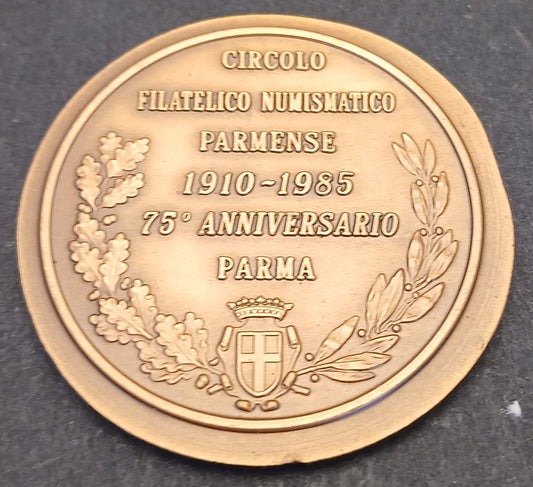 CIRCOLO
FILATELICO NUMISMATICO
PARMENSE
1910~1985
75° ANNIVERSARIO
PARMA